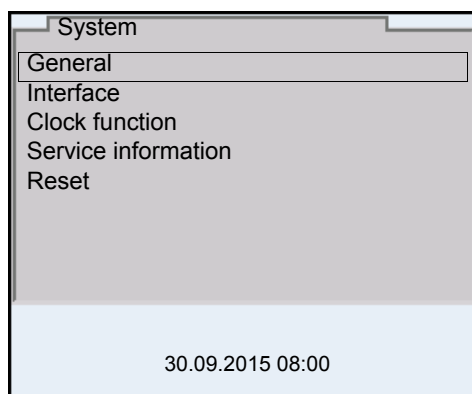 System
General
Interface
Clock function
Service information
Reset
30.09.2015 08:00